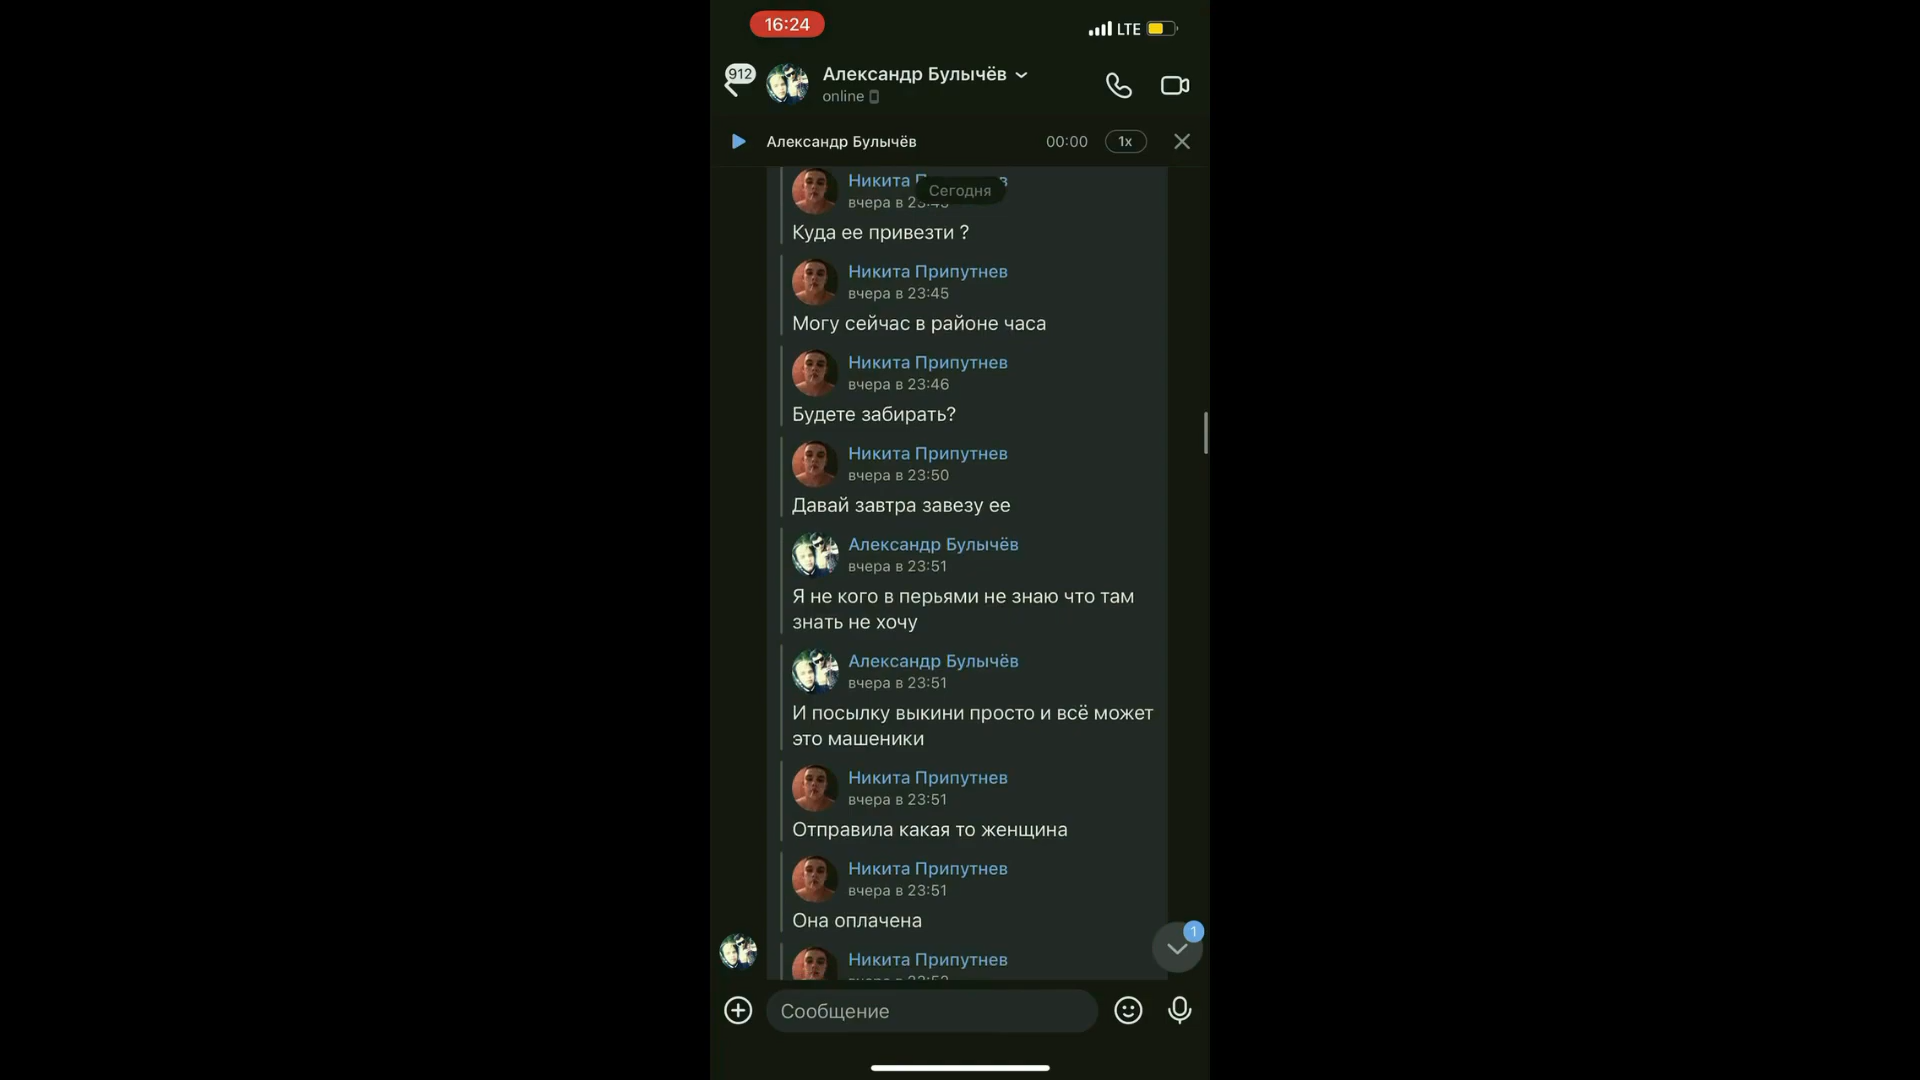 16:24
LTE
912
Александр Булычёв
online
Александр Булычёв
00:00
1x
Никита
Сегодня
вчера в
Куда ее привезти ?
Никита Припутнев
вчера в 23:45
Могу сейчас в районе часа
Никита Припутнев
вчера в 23:46
Будете забирать?
Никита Припутнев
вчера в 23:50
Давай завтра завезу ее
Александр Булычёв
вчера в 23:51
Я не кого в перьями не знаю что там
знать не хочу
Александр Булычёв
вчера в 23:51
И посылку выкини просто и всё может
это машеники
Никита Припутнев
вчера в 23:51
Отправила какая то женщина
Никита Припутнев
вчера в 23:51
Она оплачена
1
Никита Припутнев
Сообщение